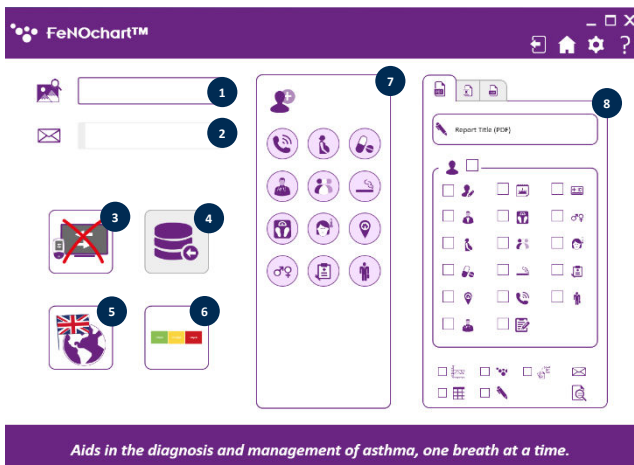 FeNOchart™
1
2
3
4
5
6
7
8
Report Title (PDF)
Aids in the diagnosis and management of asthma, one breath at a time.